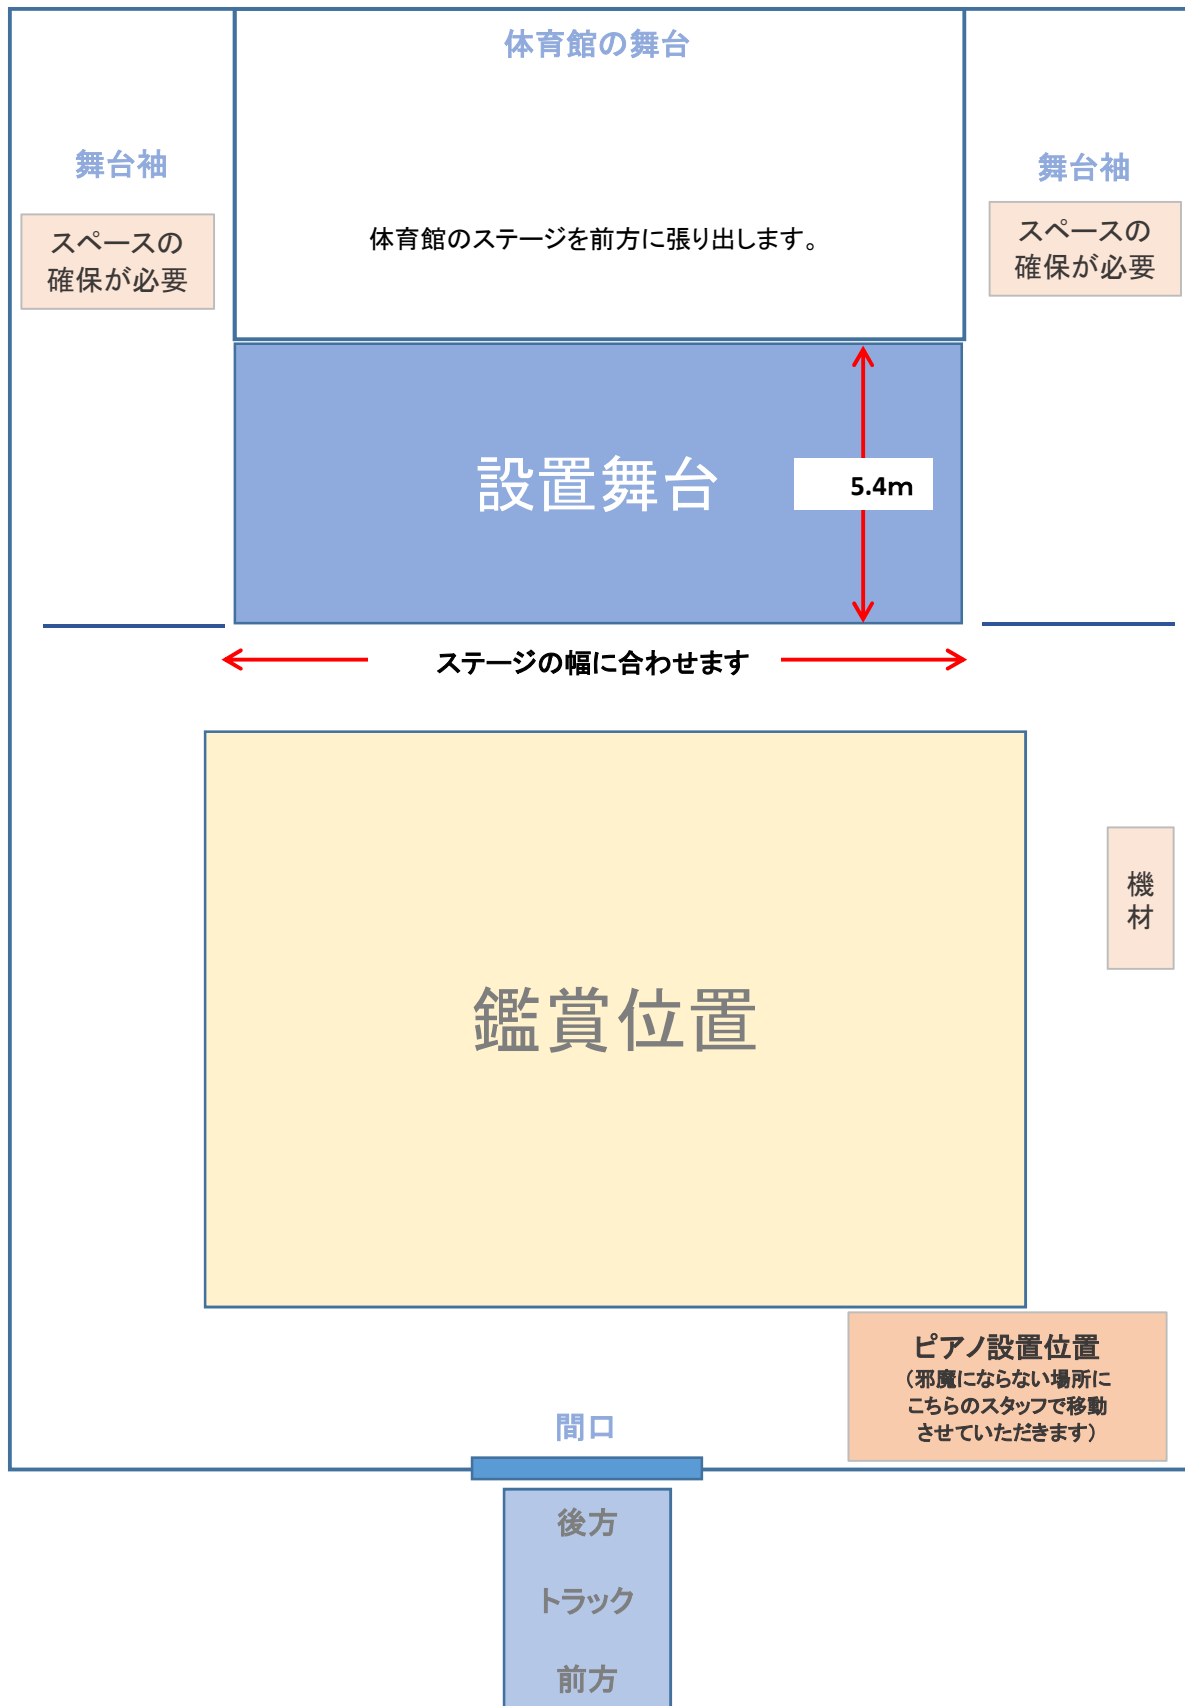 体育館の舞台
舞台袖
舞台袖
スペースの
確保が必要
スペースの
確保が必要
体育館のステージを前方に張り出します。
設置舞台
5.4m
ステージの幅に合わせます
機
材
鑑賞位置
ピアノ設置位置
（邪魔にならない場所に
こちらのスタッフで移動
させていただきます）
間口
後方
トラック
前方